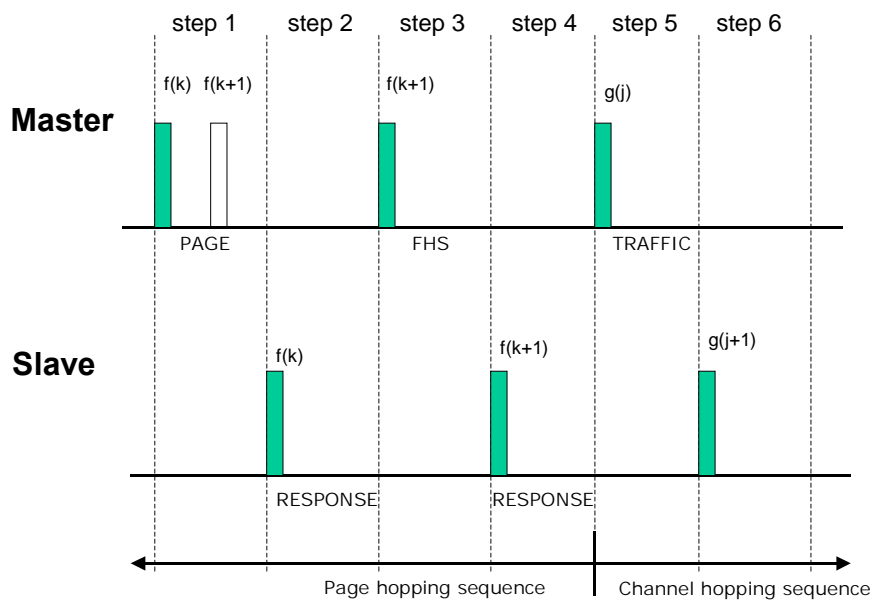 step 1 step 2 step 3 step 4 step 5 step 6
f(k) f(k+1) f(k+1) g(j)
Master
PAGE FHS TRAFFIC
f(k) f(k+1) g(j+1)
Slave
RESPONSE RESPONSE
Page hopping sequence Channel hopping sequence